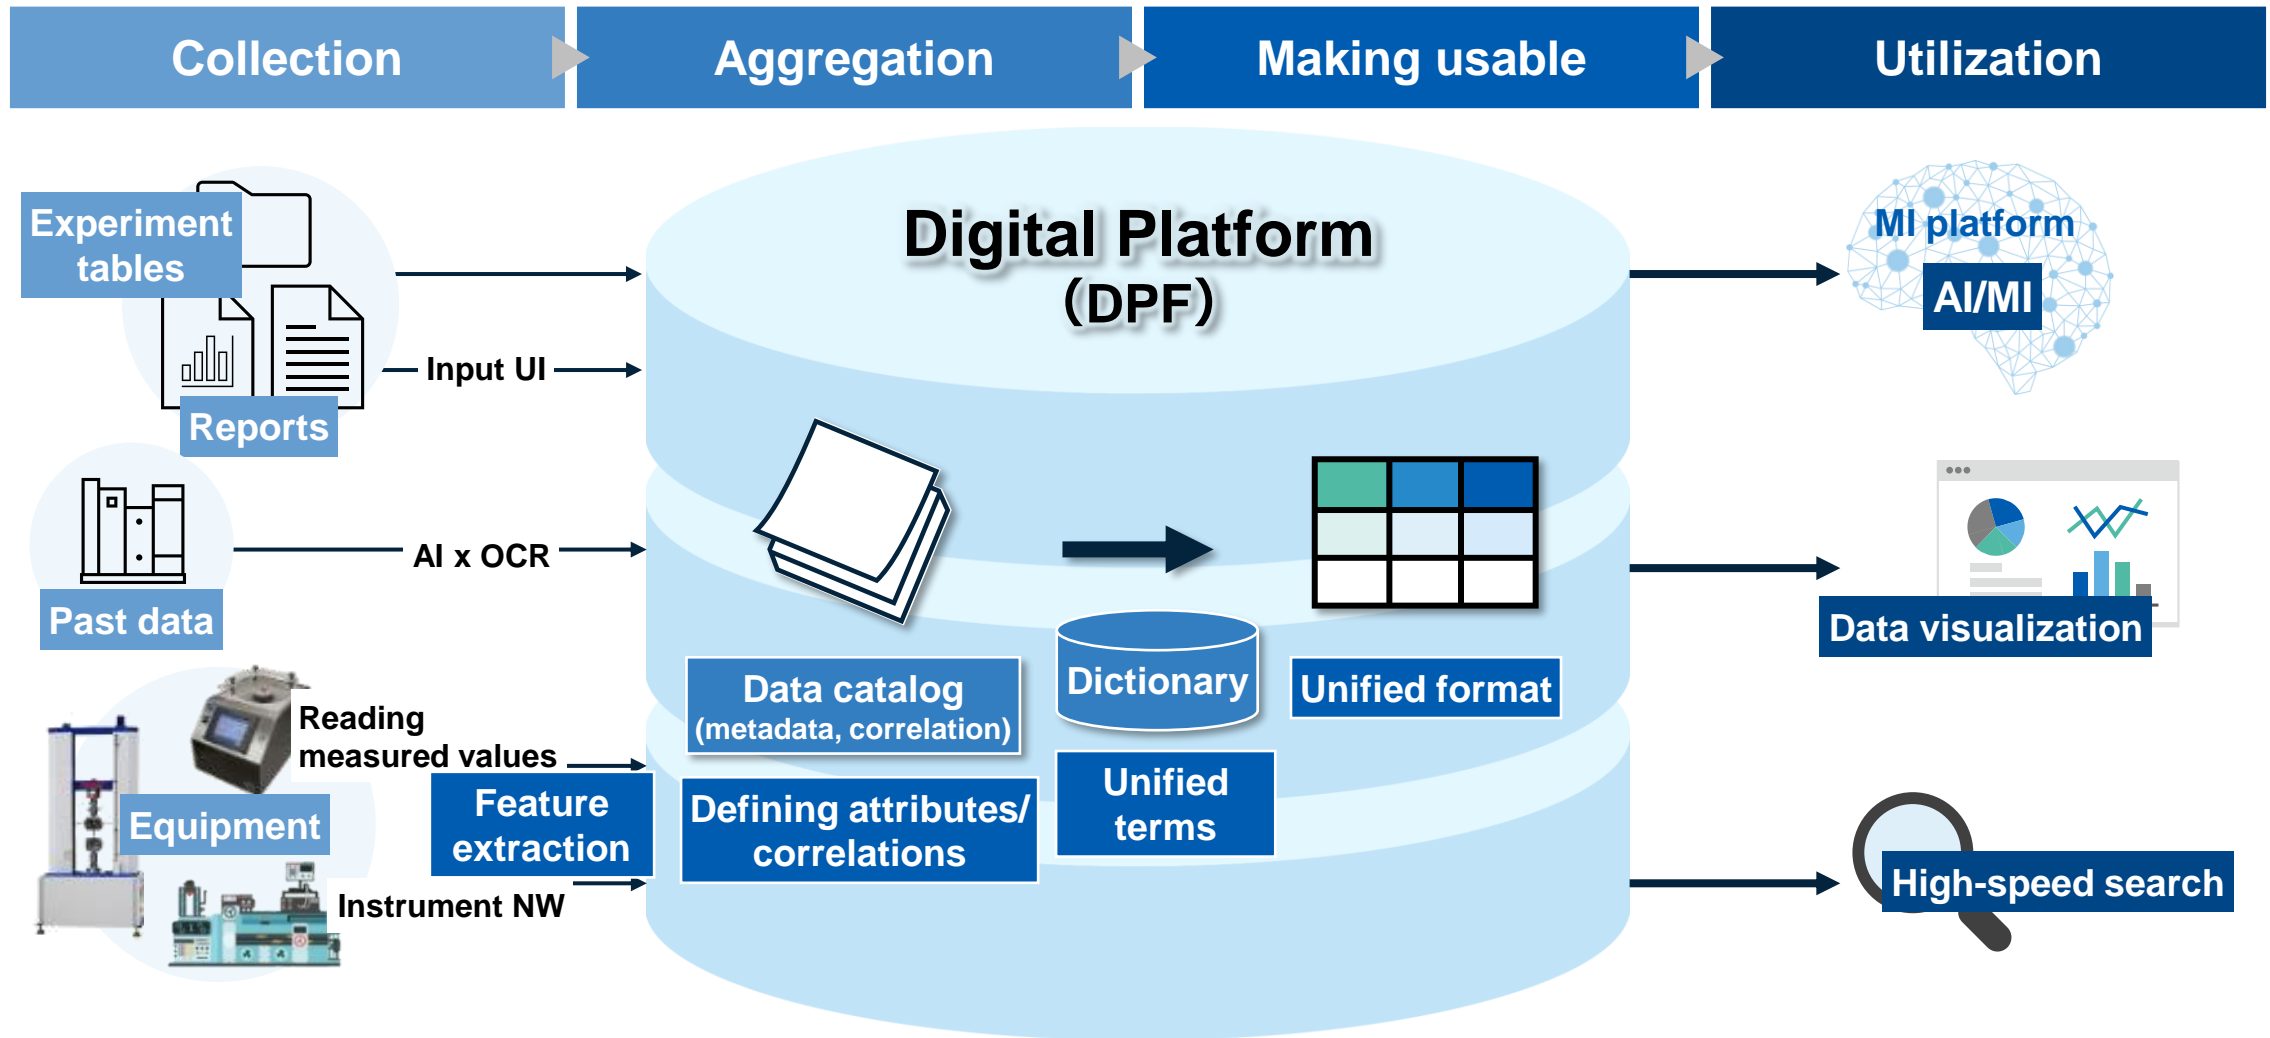 Collection
Aggregation
Making usable
Utilization
Experiment
tables
Input UI
Reports
AI x OCR
Past data
Reading
measured values
Equipment
Feature
extraction
Instrument NW
Digital Platform
（DPF）
Data catalog
(metadata, correlation)
Dictionary
Unified format
Defining attributes/
correlations
Unified
terms
MI platform
AI/MI
Data visualization
High-speed search